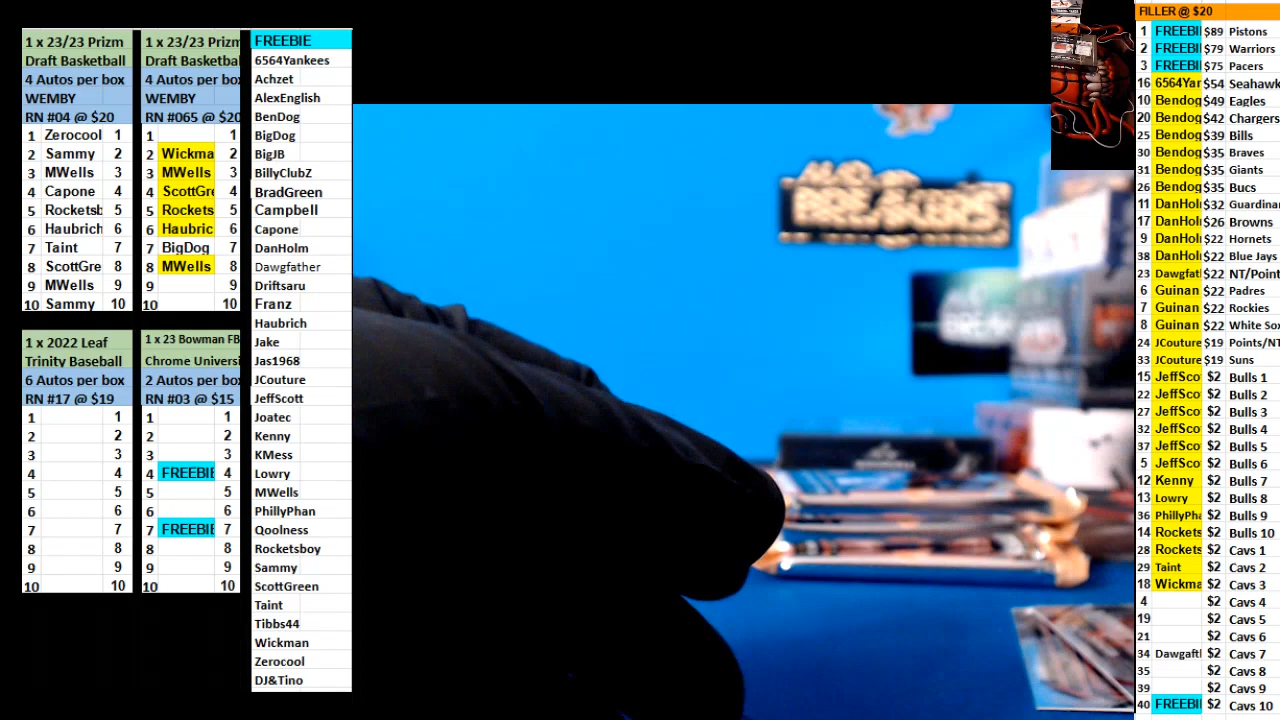 1 x 23/23 Prizm
Draft Basketball
4 Autos per box
WEMBY
RN #04 @ $20
1 Zerocool 1
2 Sammy 2
3 MWells 3
4 Capone 4
5 Rocketsb 5
6 Haubrich 6
7 Taint 7
8 ScottGre 8
9 MWells 9
10 Sammy 10
1 x 23/23 Prizm
Draft Basketbal
4 Autos per box
WEMBY
RN #065 @ $20
1 1
2 Wickma 2
3 MWells 3
4 ScottGre 4
5 Rockets 5
6 Haubric 6
7 BigDog 7
8 MWells 8
9 9
10 10
1 x 2022 Leaf
Trinity Baseball
6 Autos per box
RN #17 @ $19
1 1
2 2
3 3
4 4
5 5
6 6
7 7
8 8
9 9
10 10
1 x 23 Bowman FB
Chrome Universi
2 Autos per box
RN #03 @ $15
1 1
2 2
3 3
4 FREEBIE 4
5 5
6 6
7 FREEBIE 7
8 8
9 9
10 10
FREEBIE
6564Yankees
Achzet
AlexEnglish
BenDog
BigDog
BigJB
BillyClubZ
BradGreen
Campbell
Capone
DanHolm
Dawgfather
Driftsaru
Franz
Haubrich
Jake
Jas1968
JCouture
JeffScott
Joatec
Kenny
KMess
Lowry
MWells
PhillyPhan
Qoolness
Rocketsboy
Sammy
ScottGreen
Taint
Tibbs44
Wickman
Zerocool
DJ&Tino
BREAKERS
FILLER @ $20
1 FREEBI $89 Pistons
2 FREEBI $79 Warriors
3 FREEBI $75 Pacers
16 6564Yar $54 Seahawk
10 Bendog $49 Eagles
20 Bendog $42 Chargers
25 Bendog $39 Bills
30 Bendog $35 Braves
31 Bendog $35 Giants
26 Bendog $35 Bucs
11 DanHol $32 Guardinar
17 DanHol $26 Browns
9 DanHol $22 Hornets
38 DanHol $22 Blue Jays
23 Dawgfat $22 NT/Point
6 Guinan $22 Padres
7 Guinan $22 Rockies
8 Guinan $22 White Sox
24 JCouture $19 Points/NT
33 JCouture $19 Suns
15 JeffSco $2 Bulls 1
22 JeffSco $2 Bulls 2
27 JeffSco $2 Bulls 3
32 JeffSco $2 Bulls 4
37 JeffSco $2 Bulls 5
5 JeffSco $2 Bulls 6
12 Kenny $2 Bulls 7
13 Lowry $2 Bulls 8
36 PhillyPha $2 Bulls 9
14 Rockets $2 Bulls 10
28 Rockets $2 Cavs 1
29 Taint $2 Cavs 2
18 Wickma $2 Cavs 3
4 $2 Cavs 4
19 $2 Cavs 5
21 $2 Cavs 6
34 Dawgaftl $2 Cavs 7
35 $2 Cavs 8
39 $2 Cavs 9
40 FREEBI $2 Cavs 10